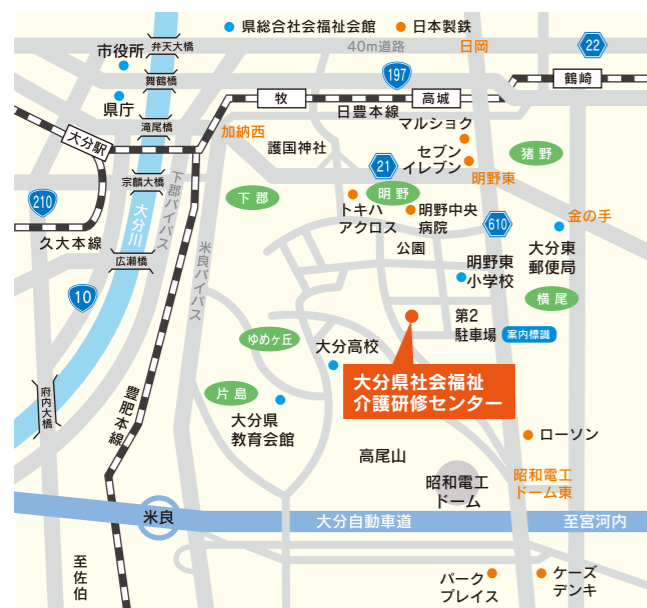 県総合社会福祉会館
日本製鉄
市役所
弁天大橋
40m道路
日岡
22
舞鶴橋
197
鶴崎
県庁
牧
高城
日豊本線
滝尾橋
加納西
マルショク
大分駅
護国神社
セブン
イレブン
猪野
21
明野東
宗麟大橋
下郡バイパス
下郡
明野
210
大分川
トキハ
アクロス
明野中央
病院
610
金の手
久大本線
米良バイパス
公園
大分東
郵便局
広瀬橋
明野東
小学校
10
横尾
第2
駐車場
案内標識
ゆめヶ丘
大分高校
大分県社会福祉
介護研修センター
府内大橋
豊肥本線
片島
大分県
教育会館
ローソン
高尾山
昭和電工
ドーム
昭和電工
ドーム東
米良
大分自動車道
至宮河内
至佐伯
パーク
プレイス
ケーズ
デンキ